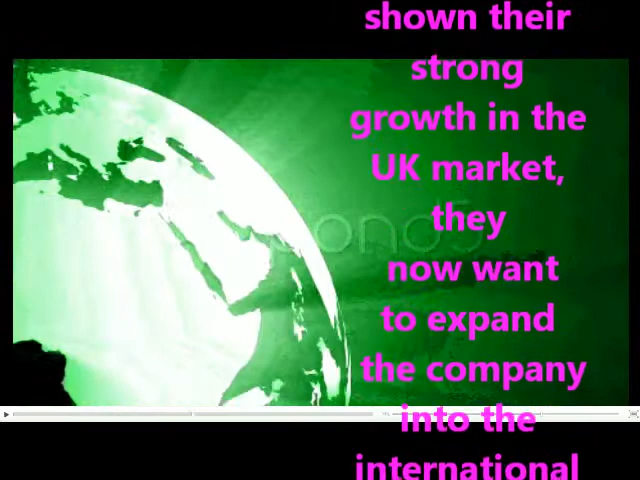 shown their
strong
growth in the
UK market,
they
now want
to expand
the company
into the
international